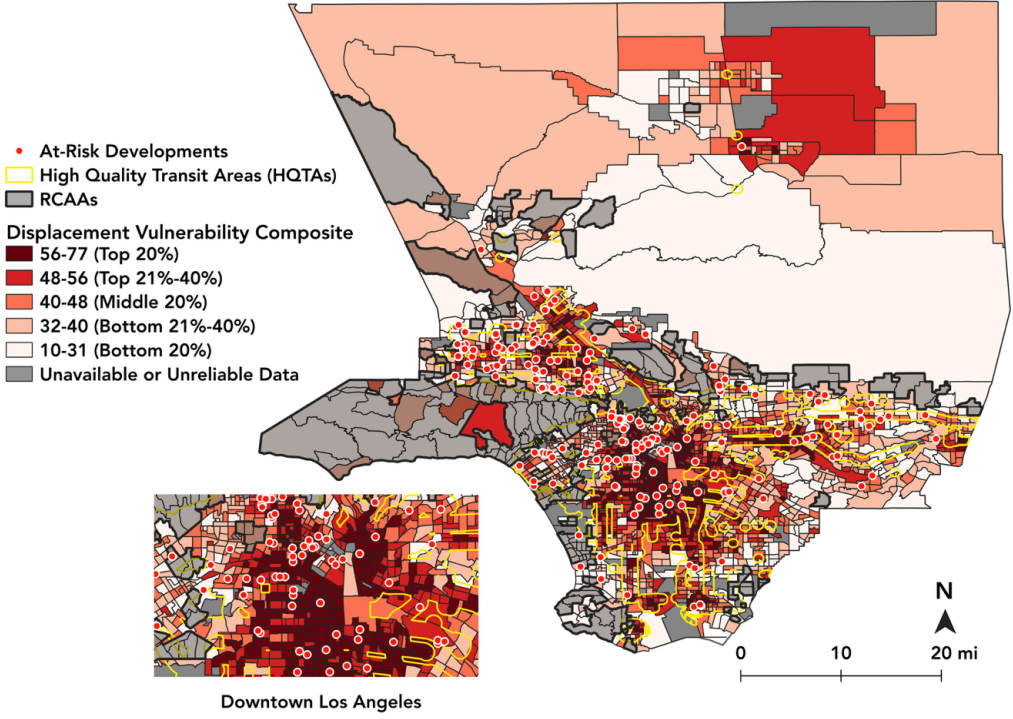 At-Risk Developments
High Quality Transit Areas (HQTAs)
RCAAs
Displacement Vulnerability Composite
56-77 (Top 20%)
48-56 (Top 21%-40%)
40-48 (Middle 20%)
32-40 (Bottom 21%-40%)
10-31 (Bottom 20%)
Unavailable or Unreliable Data
N
0 10 20 mi
Downtown Los Angeles